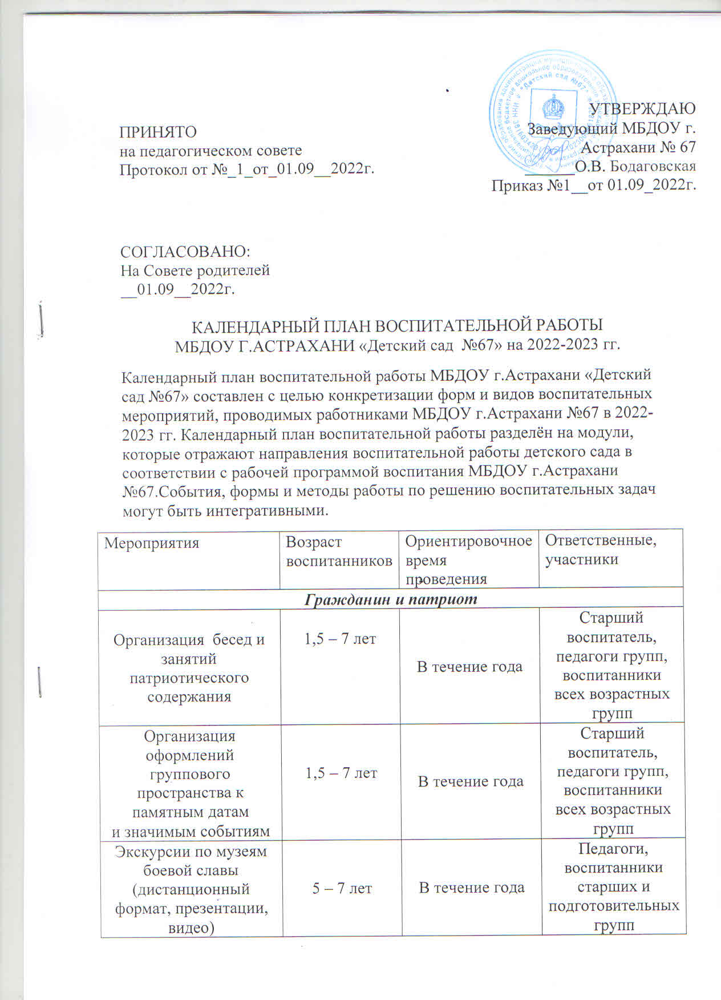 ПРИНЯТО
на педагогическом совете
Протокол от №_1_от_01.09__2022г.
УТВЕРЖДАЮ
Заведующий МБДОУ г.
Астрахани № 67
______О.В. Бодаговская
Приказ №1__от 01.09_2022г.
«Детский сад №67»
СОГЛАСОВАНО:
На Совете родителей
__01.09__2022г.
КАЛЕНДАРНЫЙ ПЛАН ВОСПИТАТЕЛЬНОЙ РАБОТЫ
МБДОУ Г.АСТРАХАНИ «Детский сад №67» на 2022-2023 гг.
Календарный план воспитательной работы МБДОУ г.Астрахани «Детский
сад №67» составлен с целью конкретизации форм и видов воспитательных
мероприятий, проводимых работниками МБДОУ г.Астрахани №67 в 2022-
2023 гг. Календарный план воспитательной работы разделён на модули,
которые отражают направления воспитательной работы детского сада в
соответствии с рабочей программой воспитания МБДОУ г.Астрахани
№67.События, формы и методы работы по решению воспитательных задач
могут быть интегративными.
Мероприятия
Возраст
воспитанников
Ориентировочное
время
проведения
Ответственные,
участники
Гражданин и патриот
Организация бесед и
занятий
патриотического
содержания
1,5 – 7 лет
В течение года
Старший
воспитатель,
педагоги групп,
воспитанники
всех возрастных
групп
Организация
оформлений
группового
пространства к
памятным датам
и значимым событиям
1,5 – 7 лет
В течение года
Старший
воспитатель,
педагоги групп,
воспитанники
всех возрастных
групп
Экскурсии по музеям
боевой славы
(дистанционный
формат, презентации,
видео)
5 – 7 лет
В течение года
Педагоги,
воспитанники
старших и
подготовительных
групп